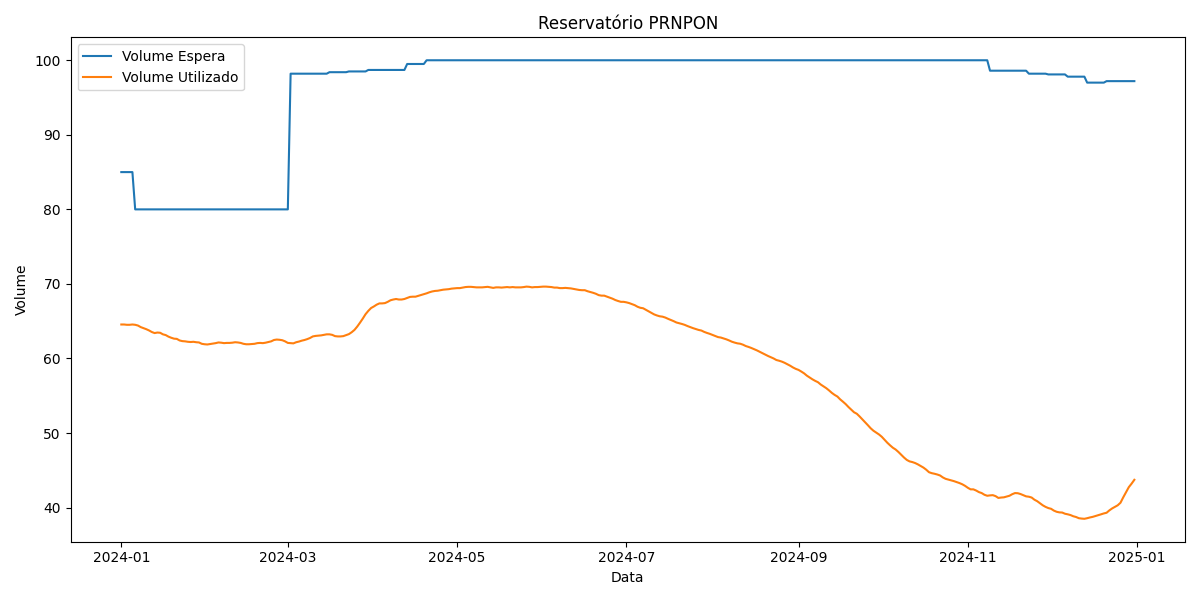 Reservatório PRNPON
Volume Espera
Volume Utilizado
100
90
80
70
60
50
40
Volume
2024-01
2024-03
2024-05
2024-07
2024-09
2024-11
2025-01
Data